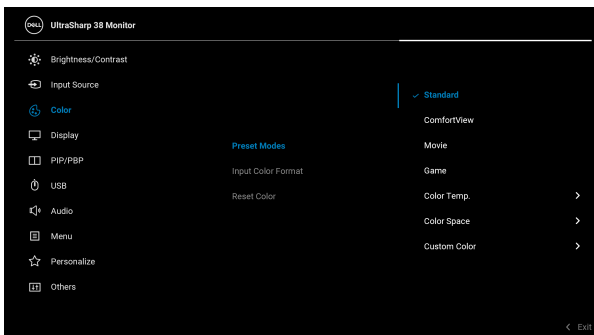 DELL UltraSharp 38 Monitor
Brightness/Contrast
Input Source
Color
Display
PIP/PBP
USB
Audio
Menu
Personalize
Others
Preset Modes
Input Color Format
Reset Color
Standard
ComfortView
Movie
Game
Color Temp.
Color Space
Custom Color
Exit